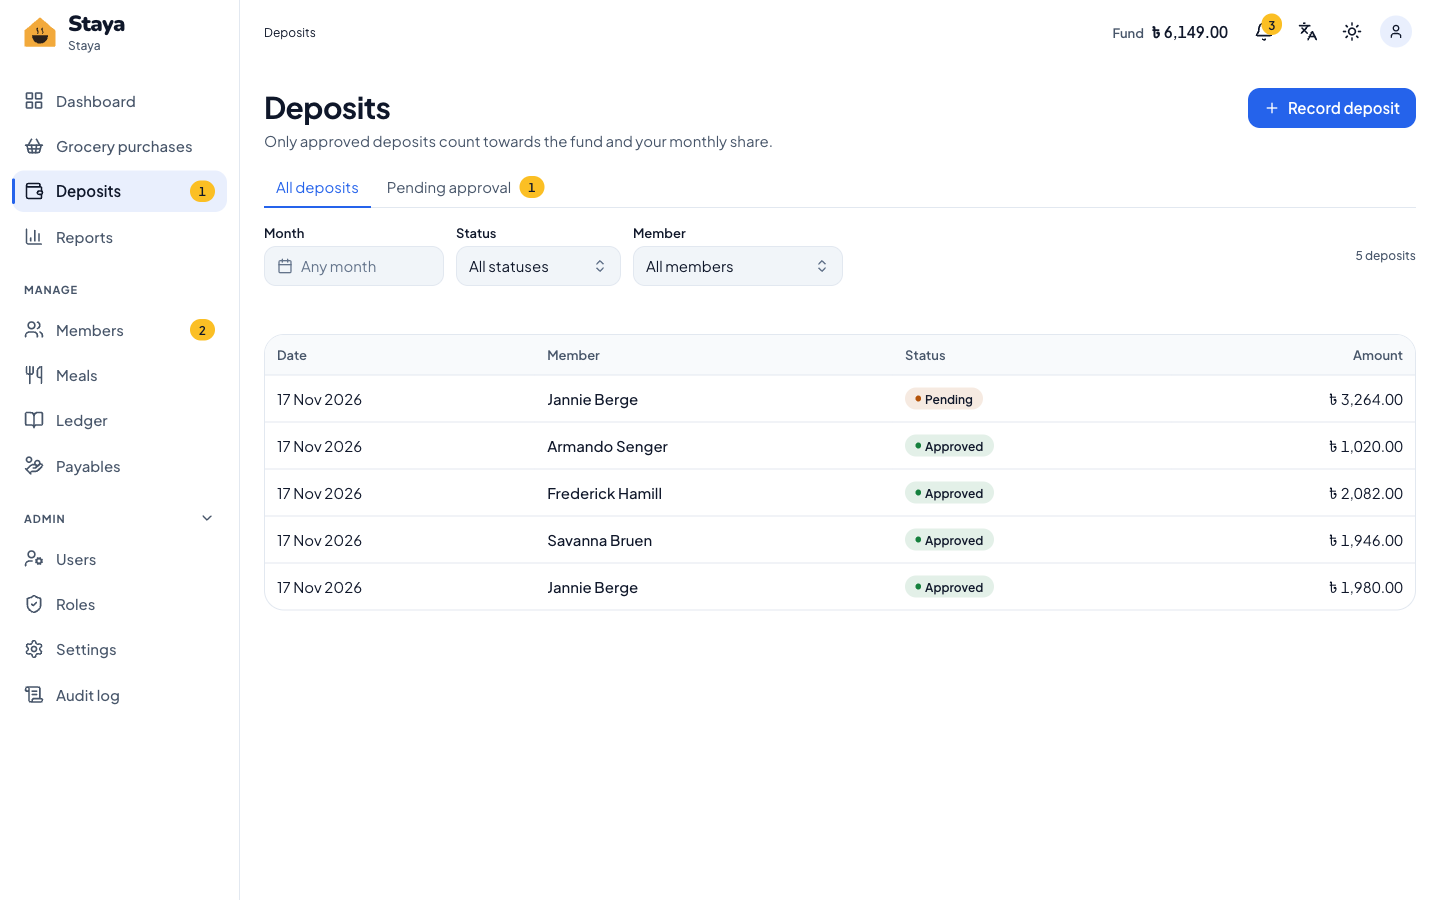 Staya
Staya
Dashboard
Grocery purchases
Deposits 1
Reports
MANAGE
Members 2
Meals
Ledger
Payables
ADMIN
Users
Roles
Settings
Audit log
Deposits
Fund ৳ 6,149.00
3
Deposits
Only approved deposits count towards the fund and your monthly share.
Record deposit
All deposits
Pending approval 1
Month
Any month
Status
All statuses
Member
All members
5 deposits
Date Member Status Amount
17 Nov 2026 Jannie Berge Pending ৳ 3,264.00
17 Nov 2026 Armando Senger Approved ৳ 1,020.00
17 Nov 2026 Frederick Hamill Approved ৳ 2,082.00
17 Nov 2026 Savanna Bruen Approved ৳ 1,946.00
17 Nov 2026 Jannie Berge Approved ৳ 1,980.00